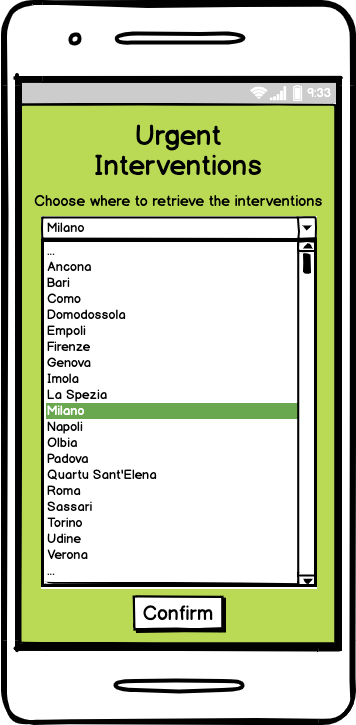 9:33
Urgent
Interventions
Choose where to retrieve the interventions
Milano
...
Ancona
Bari
Como
Domodossola
Empoli
Firenze
Genova
Imola
La Spezia
Milano
Napoli
Olbia
Padova
Quartu Sant'Elena
Roma
Sassari
Torino
Udine
Verona
...
Confirm